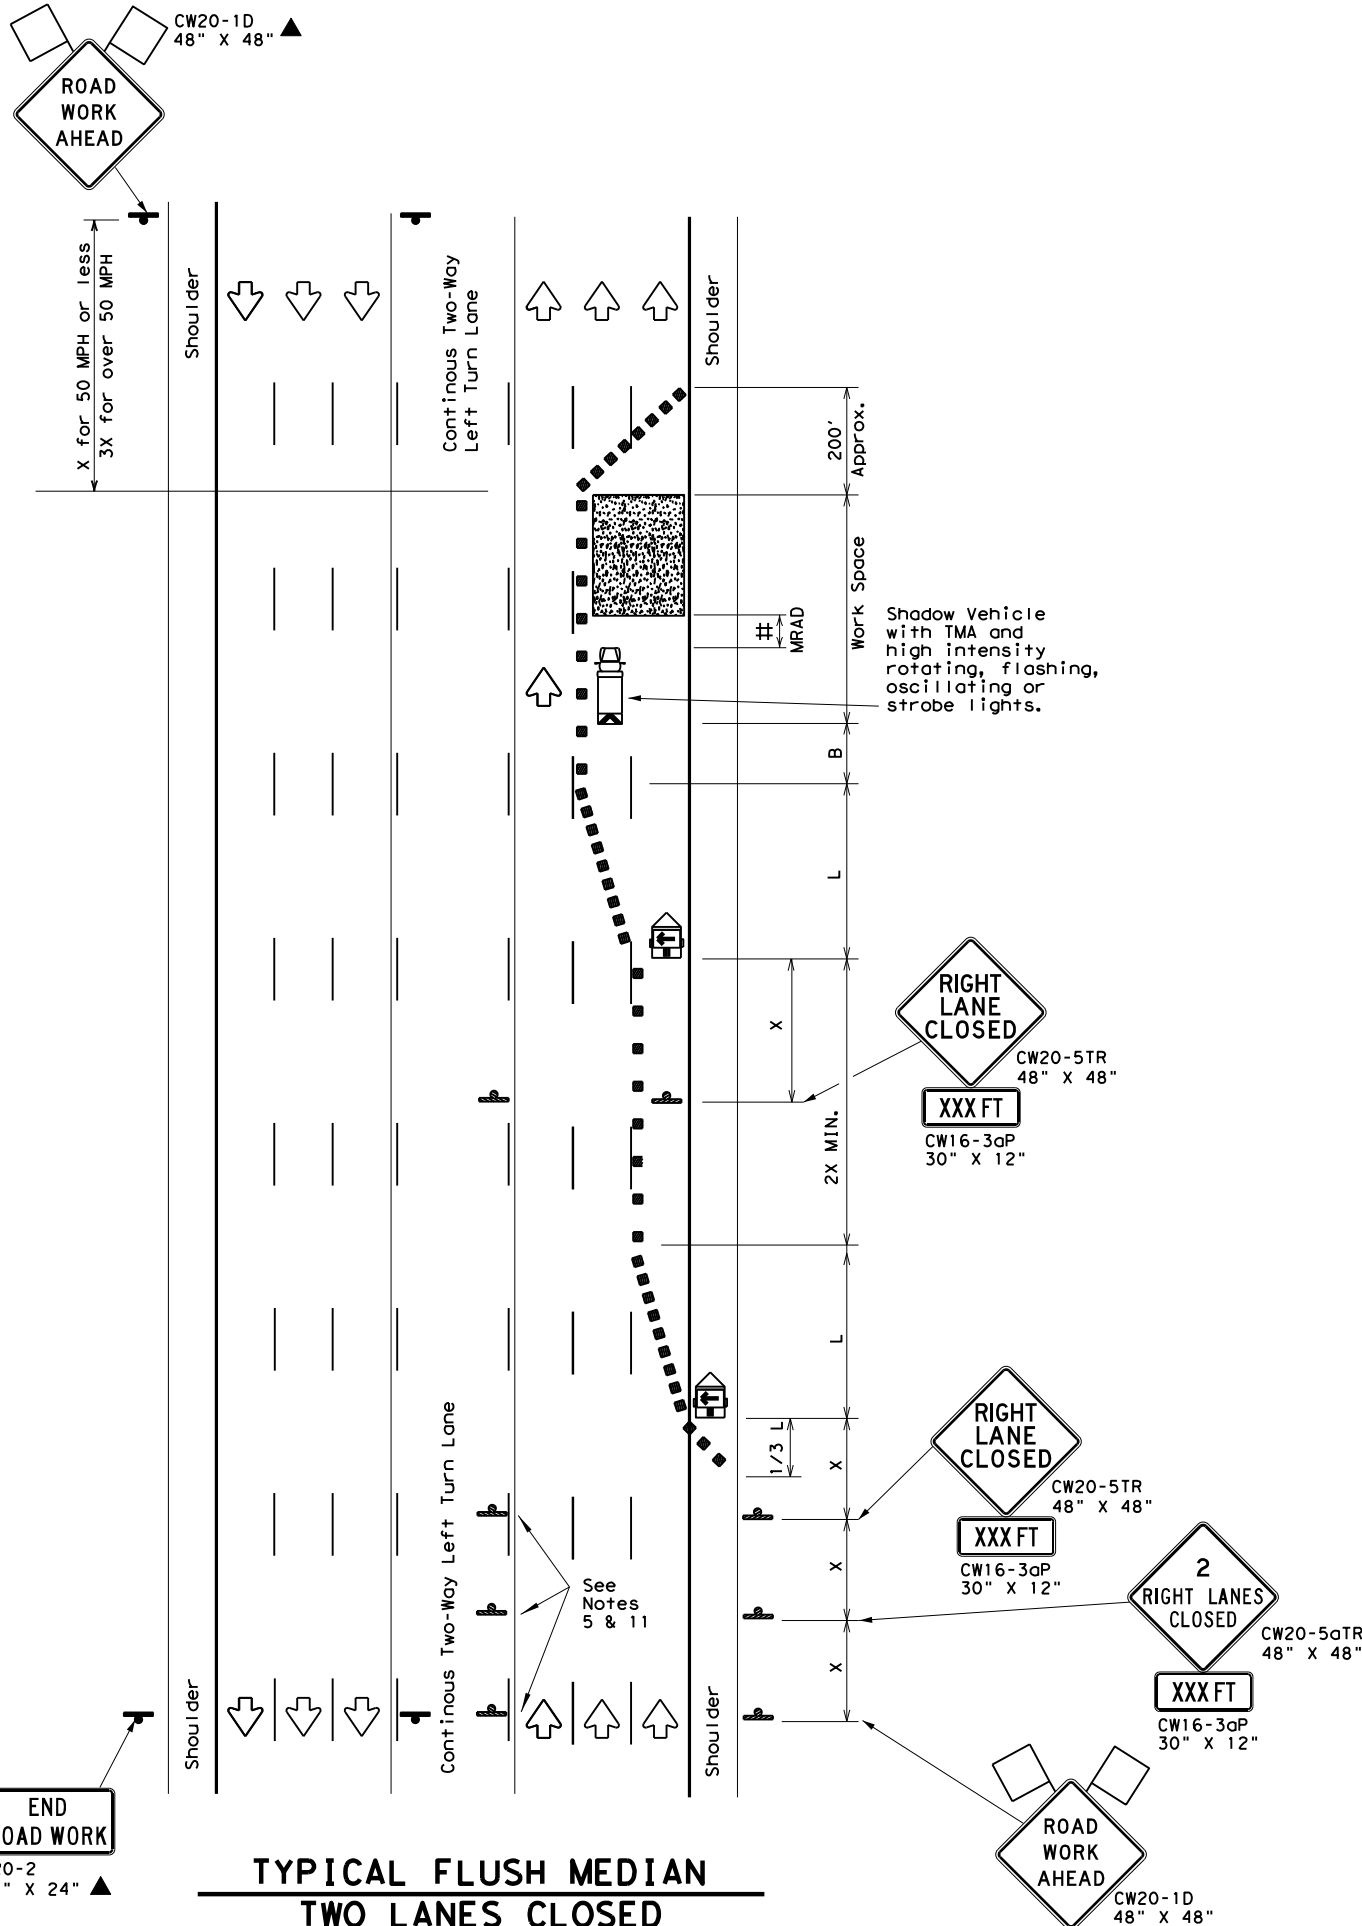 CW20-1D
48" X 48"
ROAD
WORK
AHEAD
X for 50 MPH or less
3X for over 50 MPH
Shoulder
Continous Two-Way
Left Turn Lane
Shoulder
200'
Approx.
Work Space
#
MRAD
Shadow Vehicle
with TMA and
high intensity
rotating, flashing,
oscillating or
strobe lights.
B
L
X
RIGHT
LANE
CLOSED
CW20-5TR
48" X 48"
XXX FT
CW16-3aP
30" X 12"
2X MIN.
L
1/3 L
X
RIGHT
LANE
CLOSED
CW20-5TR
48" X 48"
XXX FT
CW16-3aP
30" X 12"
X
2
RIGHT LANES
CLOSED
CW20-5aTR
48" X 48"
XXX FT
CW16-3aP
30" X 12"
X
See
Notes
5 & 11
Continous Two-Way Left Turn Lane
Shoulder
Shoulder
END
OAD WORK
0-2
" X 24"
ROAD
WORK
AHEAD
CW20-1D
48" X 48"
TYPICAL FLUSH MEDIAN
TWO LANES CLOSED